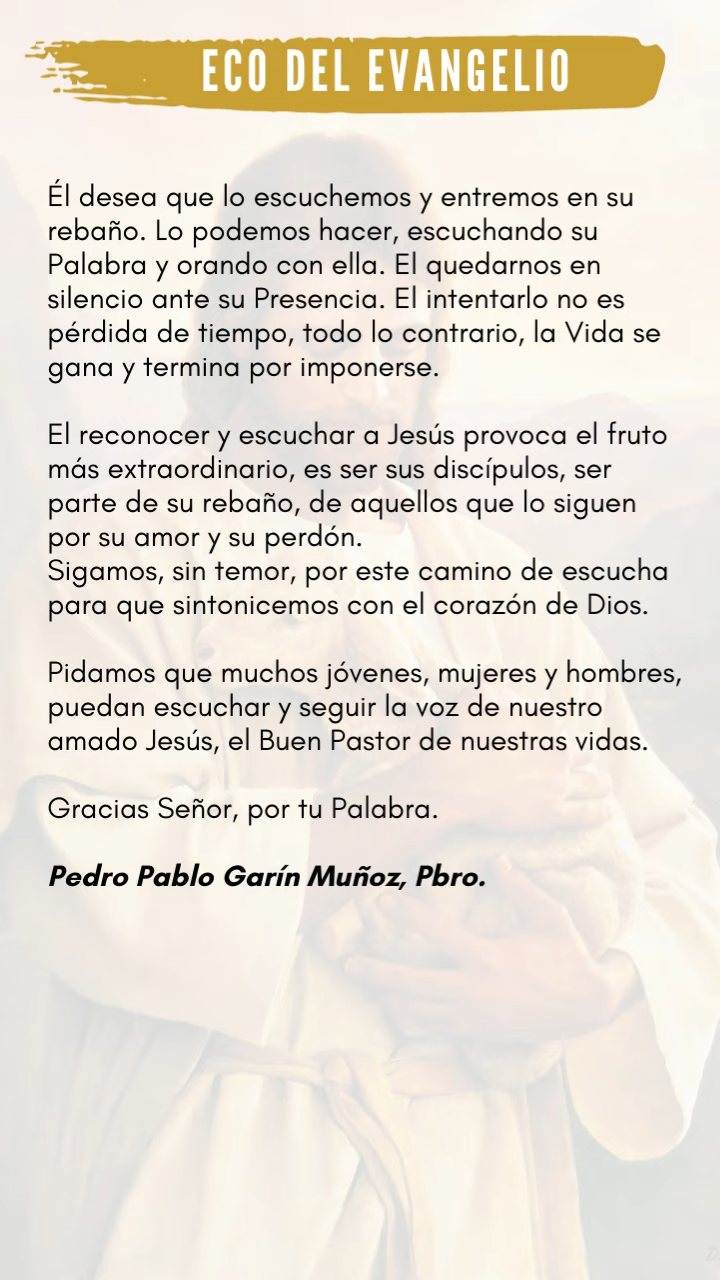 ECO DEL EVANGELIO
Él desea que lo escuchemos y entremos en su
rebaño. Lo podemos hacer, escuchando su
Palabra y orando con ella. El quedarnos en
silencio ante su Presencia. El intentarlo no es
pérdida de tiempo, todo lo contrario, la Vida se
gana y termina por imponerse.
El reconocer y escuchar a Jesús provoca el fruto
más extraordinario, es ser sus discípulos, ser
parte de su rebaño, de aquellos que lo siguen
por su amor y su perdón.
Sigamos, sin temor, por este camino de escucha
para que sintonicemos con el corazón de Dios.
Pidamos que muchos jóvenes, mujeres y hombres,
puedan escuchar y seguir la voz de nuestro
amado Jesús, el Buen Pastor de nuestras vidas.
Gracias Señor, por tu Palabra.
Pedro Pablo Garín Muñoz, Pbro.